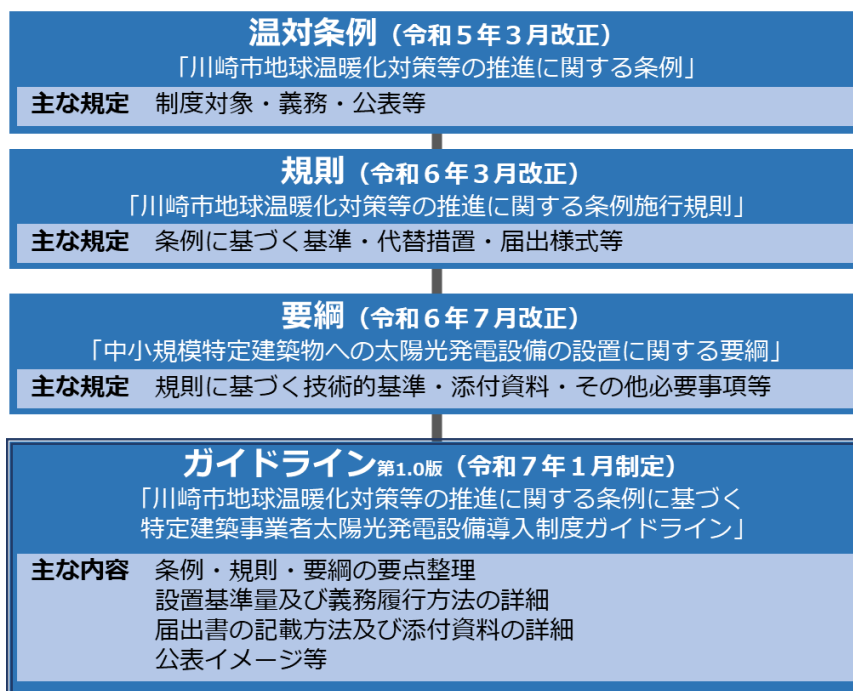 温対条例（令和５年３月改正）
「川崎市地球温暖化対策等の推進に関する条例」
主な規定 制度対象・義務・公表等
規則（令和６年３月改正）
「川崎市地球温暖化対策等の推進に関する条例施行規則」
主な規定 条例に基づく基準・代替措置・届出様式等
要綱（令和６年７月改正）
「中小規模特定建築物への太陽光発電設備の設置に関する要綱」
主な規定 規則に基づく技術的基準・添付資料・その他必要事項等
ガイドライン第1.0版（令和７年１月制定）
「川崎市地球温暖化対策等の推進に関する条例に基づく
特定建築事業者太陽光発電設備導入制度ガイドライン」
主な内容 条例・規則・要綱の要点整理
設置基準量及び義務履行方法の詳細
届出書の記載方法及び添付資料の詳細
公表イメージ等